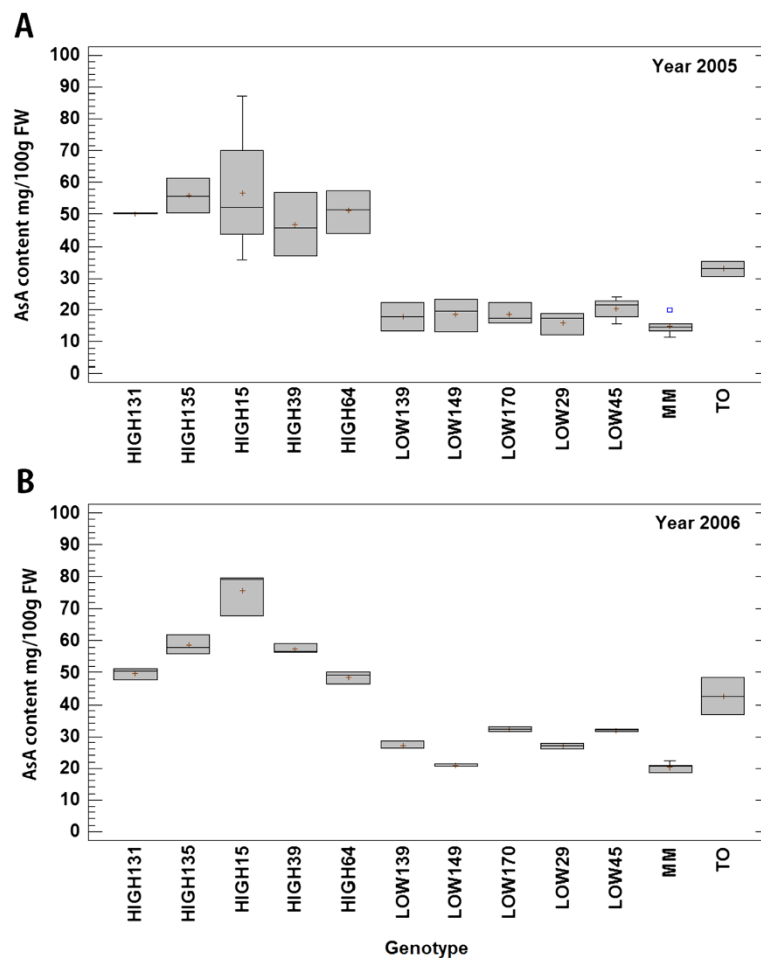 A
Year 2005
AsA content mg/100g FW
100
90
80
70
60
50
40
30
20
10
0
HIGH131
HIGH135
HIGH15
HIGH39
HIGH64
LOW139
LOW149
LOW170
LOW29
LOW45
MM
TO
B
Year 2006
AsA content mg/100g FW
100
90
80
70
60
50
40
30
20
10
0
HIGH131
HIGH135
HIGH15
HIGH39
HIGH64
LOW139
LOW149
LOW170
LOW29
LOW45
MM
TO
Genotype